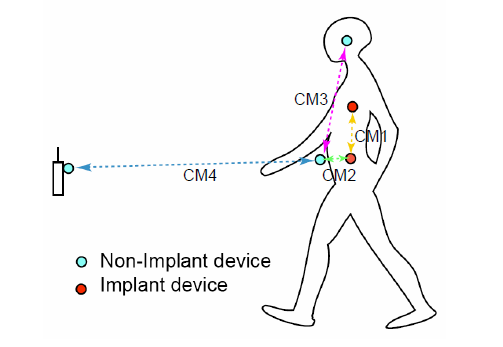 CM3
CM1
CM4
CM2
Non-Implant device
Implant device